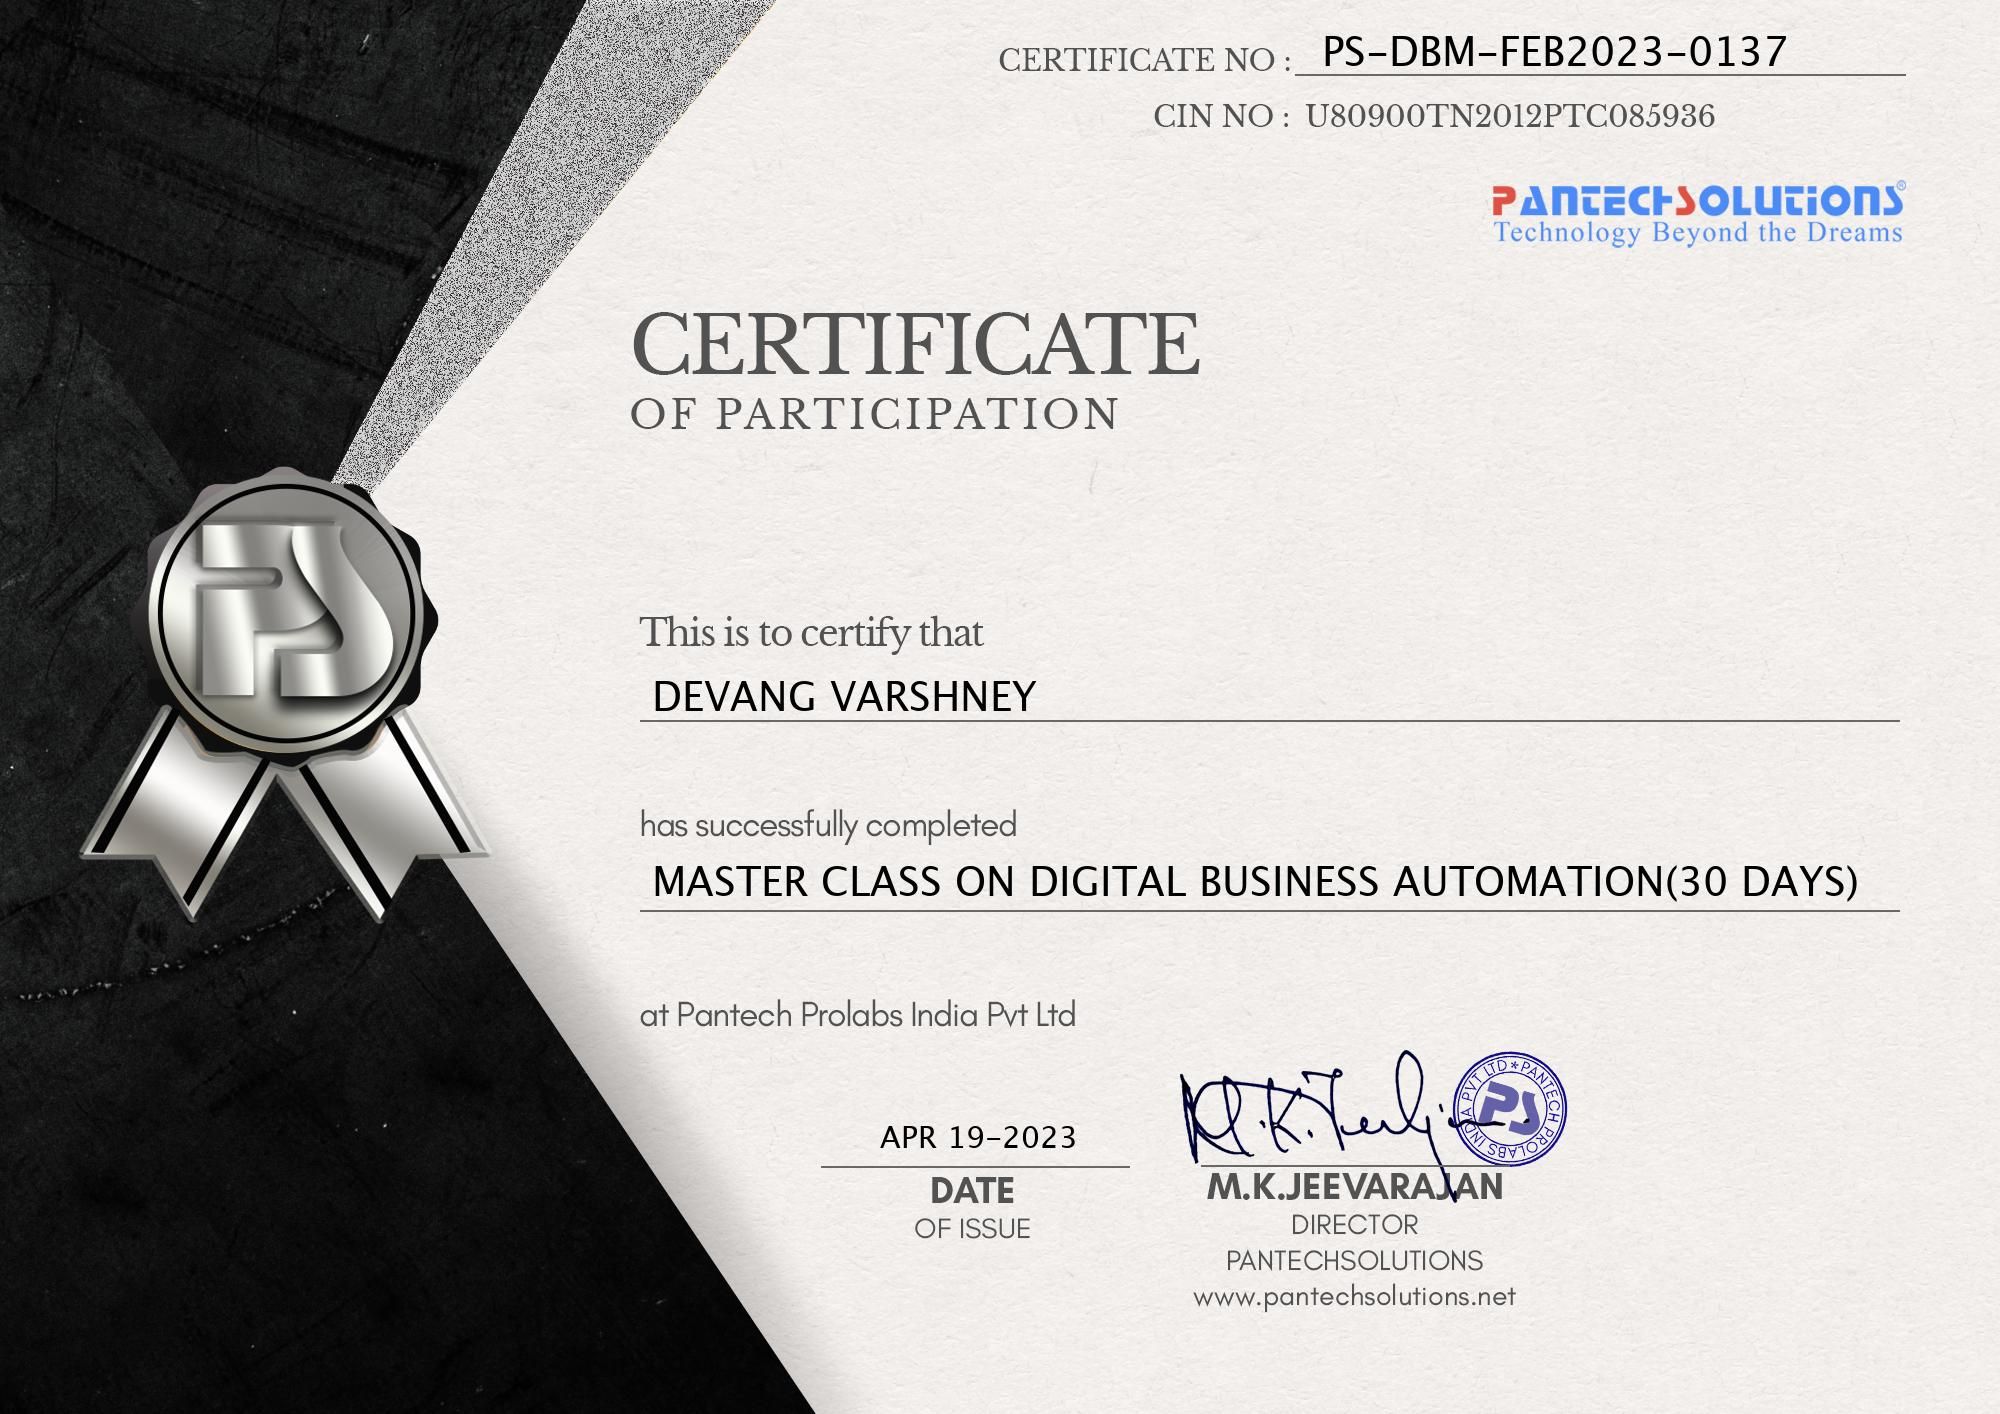 CERTIFICATE NO : PS-DBM-FEB2023-0137
CIN NO : U80900TN2012PTC085936
PANTECHSOLUTIONS®
Technology Beyond the Dreams
CERTIFICATE
OF PARTICIPATION
PS
This is to certify that
DEVANG VARSHNEY
has successfully completed
MASTER CLASS ON DIGITAL BUSINESS AUTOMATION(30 DAYS)
at Pantech Prolabs India Pvt Ltd
PANTECH PROLABS INDIA PVT LTD *
PS
APR 19-2023
DATE
OF ISSUE
M.K.JEEVARAJAN
DIRECTOR
PANTECHSOLUTIONS
www.pantechsolutions.net